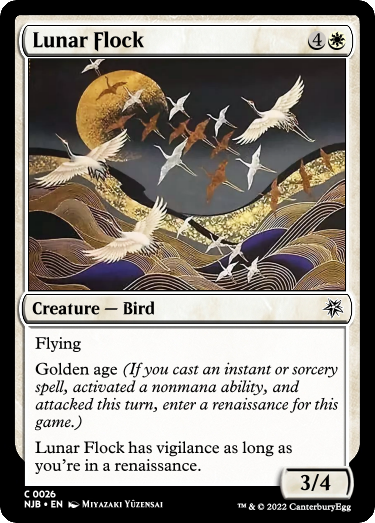 Lunar Flock 4
Creature — Bird
Flying
Golden age (If you cast an instant or sorcery
spell, activated a nonmana ability, and
attacked this turn, enter a renaissance for this
game.)
Lunar Flock has vigilance as long as
you're in a renaissance.
3/4
C 0026
NJB • EN Miyazaki Yūzensai
™ & © 2022 CanterburyEgg